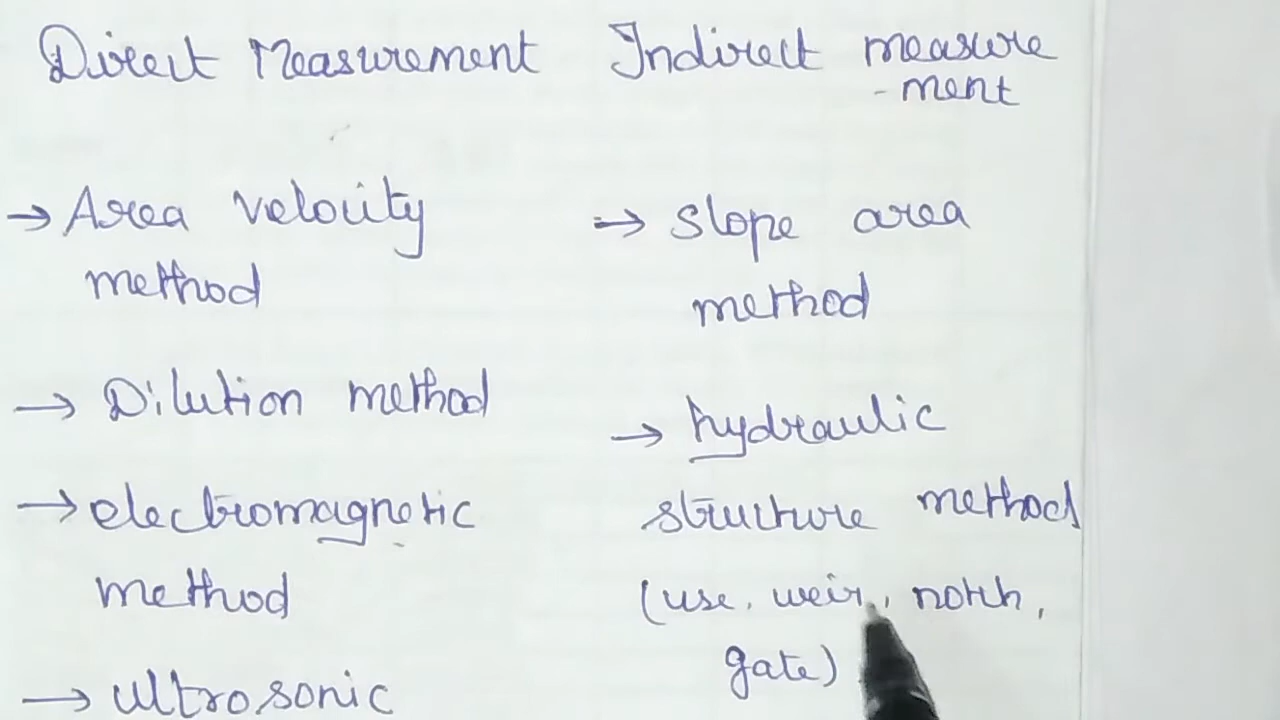 Direct Measurement
→ Area velocity
method
→ Dilution method
→ electromagnetic
method
→ ultrosonic
Indirect measure
- ment
→ slope area
method
→ hydraulic
structure method
(use, weir, notch,
gate)